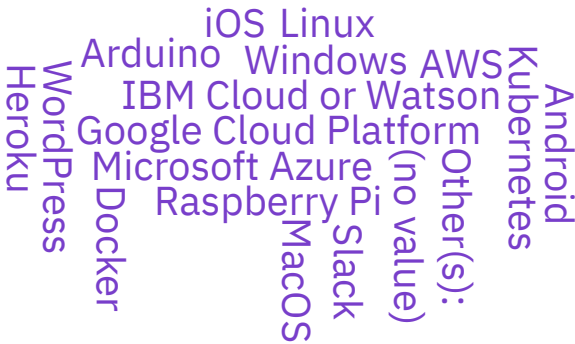 iOS Linux
Arduino Windows AWS
IBM Cloud or Watson
Google Cloud Platform
Microsoft Azure
Raspberry Pi
Heroku
WordPress
Docker
MacOS
Slack
(no value)
Other(s):
Kubernetes
Android